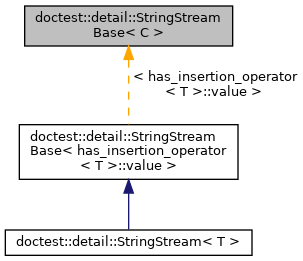 doctest::detail::StringStream
Base< C >
< has_insertion_operator
< T >::value >
doctest::detail::StringStream
Base< has_insertion_operator
< T >::value >
doctest::detail::StringStream< T >